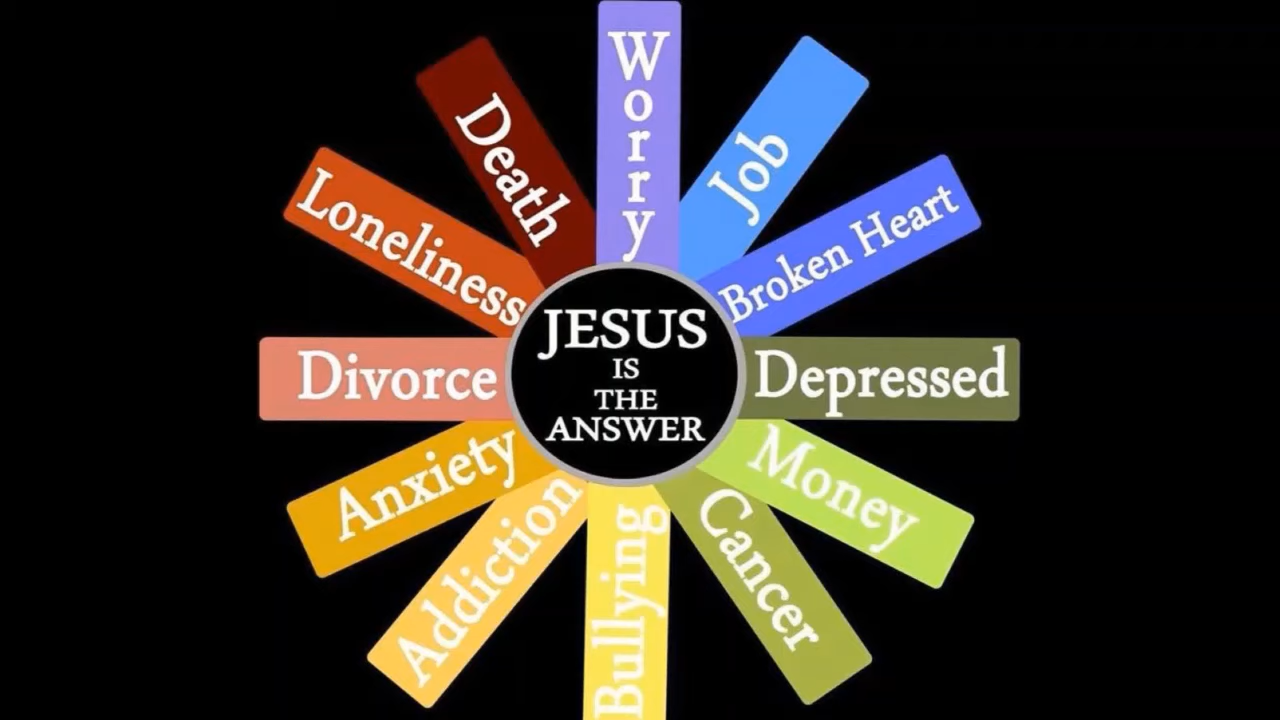 Worry
Job
Broken Heart
Depressed
Money
Cancer
Bullying
Addiction
Anxiety
Divorce
Loneliness
Death
JESUS
IS
THE
ANSWER